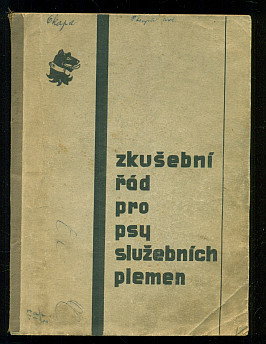 zkušební
řád
pro
psy
služebních
plemen